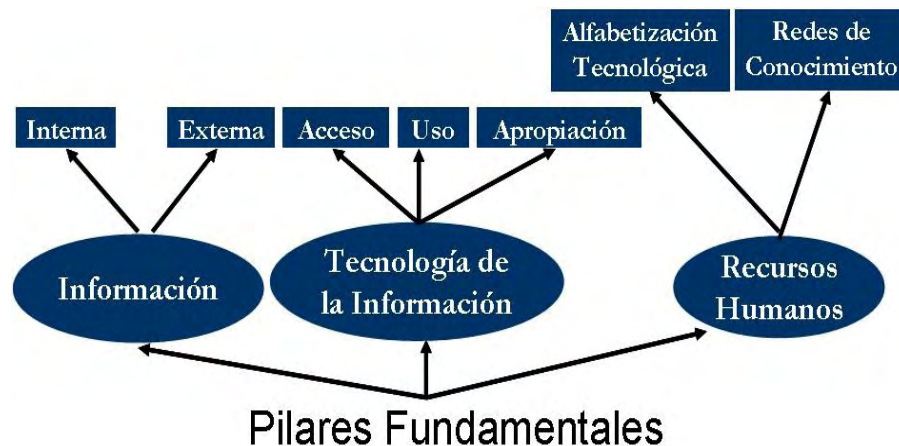 Alfabetización
Tecnológica
Redes de
Conocimiento
Interna
Externa
Acceso
Uso
Apropiación
Información
Tecnología de
la Información
Recursos
Humanos
Pilares Fundamentales